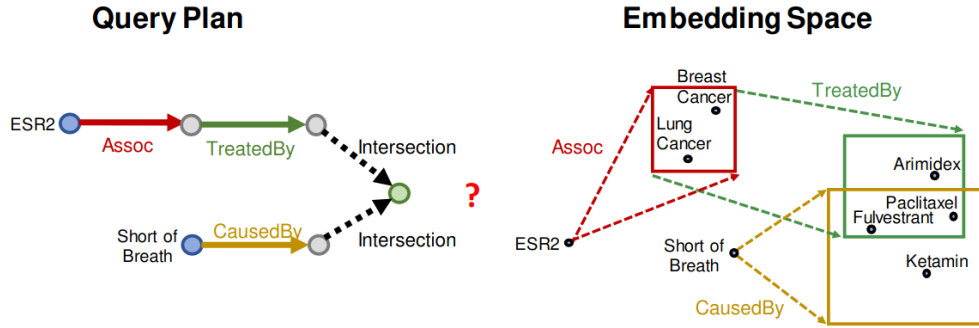 Query Plan
ESR2
Assoc
TreatedBy
Intersection
?
Short of
Breath
CausedBy
Intersection
Embedding Space
Breast
Cancer
Lung
Cancer
TreatedBy
Assoc
Arimidex
Paclitaxel
Fulvestrant
ESR2
Short of
Breath
Ketamin
CausedBy